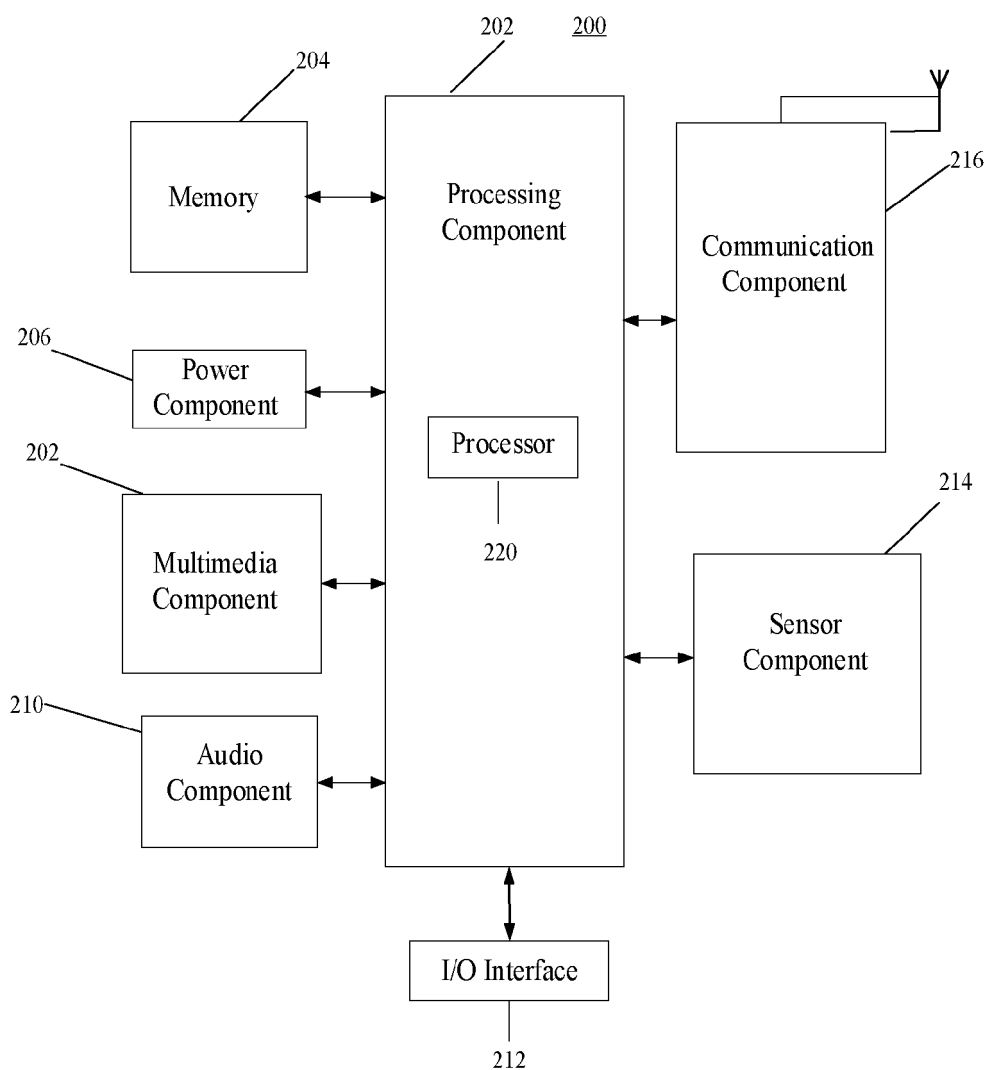 202
200
204
Memory
Processing
Component
216
Communication
Component
206
Power
Component
Processor
202
220
Multimedia
Component
214
Sensor
Component
210
Audio
Component
I/O Interface
212